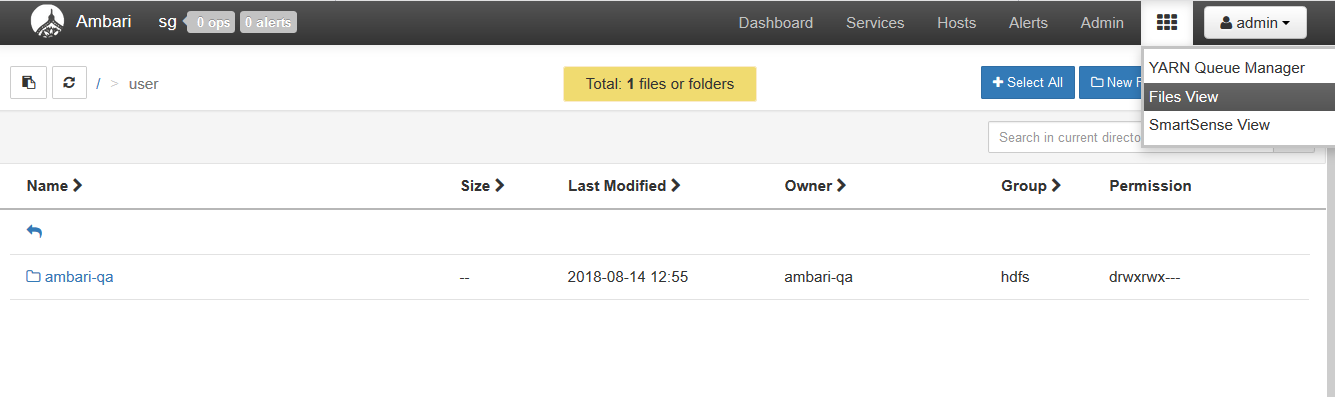 Ambari sg 0 ops 0 alerts Dashboard Services Hosts Alerts Admin admin
YARN Queue Manager
/ > user Total: 1 files or folders Select All New F
Files View
SmartSense View
Search in current directo
Name Size Last Modified Owner Group Permission
ambari-qa -- 2018-08-14 12:55 ambari-qa hdfs drwxrwx---